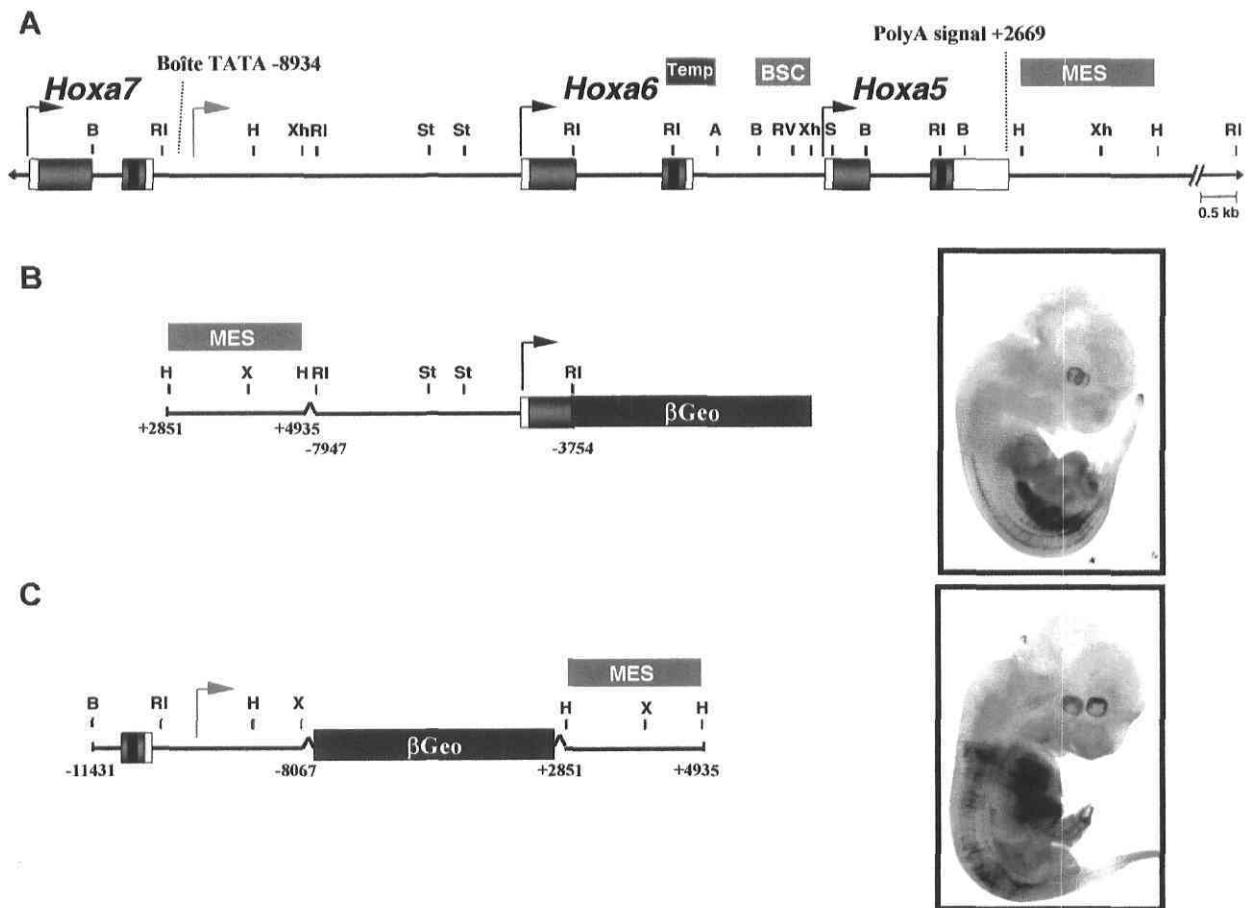 A
PolyA signal +2669
Boîte TATA -8934
Temp
BSC
MES
Hoxa7
Hoxa6
Hoxa5
B RI H Xh RI St St RI RI A B RV Xh S B RI B H Xh H RI
0.5 kb
B
MES
H X H RI St St RI
βGeo
+2851 +4935
-7947 -3754
C
MES
B RI H X H X H
βGeo
-11431 -8067 +2851 +4935